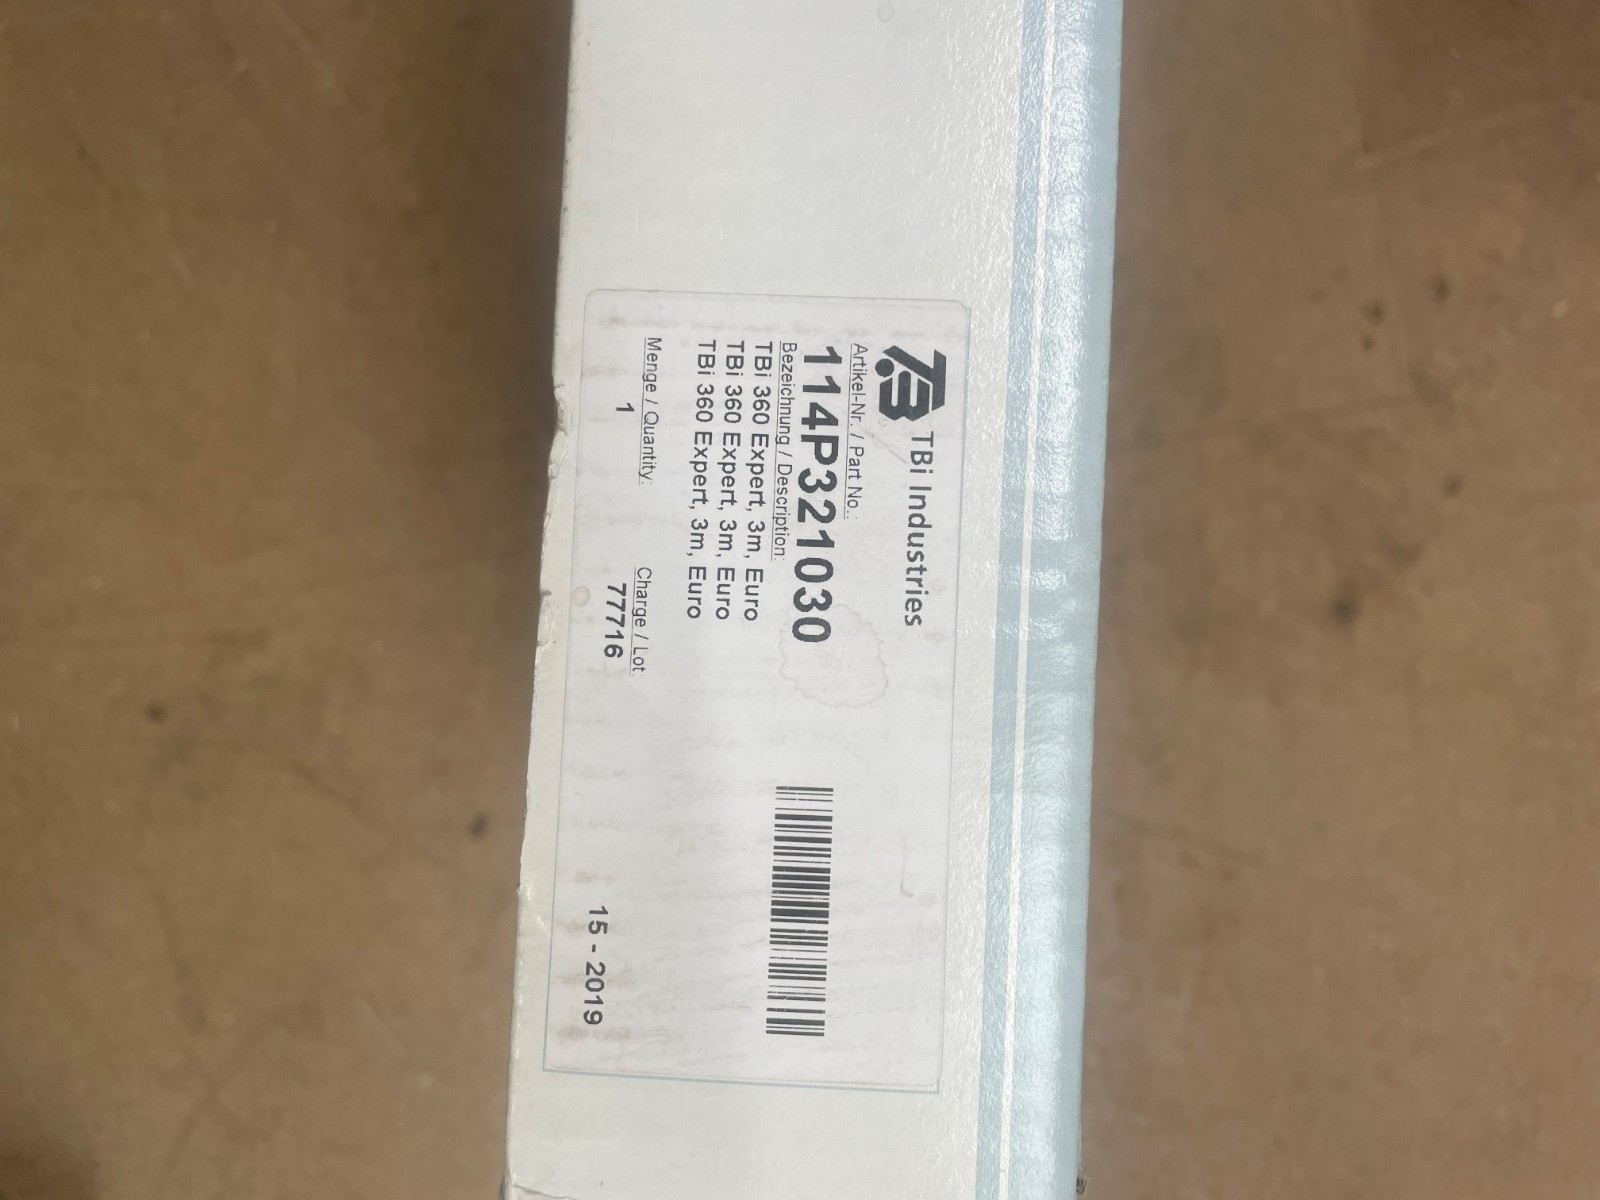 TBi Industries
Artikel-Nr. / Part No.:
114P321030
Bezeichnung / Description:
TBi 360 Expert, 3m, Euro
TBi 360 Expert, 3m, Euro
TBi 360 Expert, 3m, Euro
Menge / Quantity:
1
Charge / Lot:
77716
15 - 2019